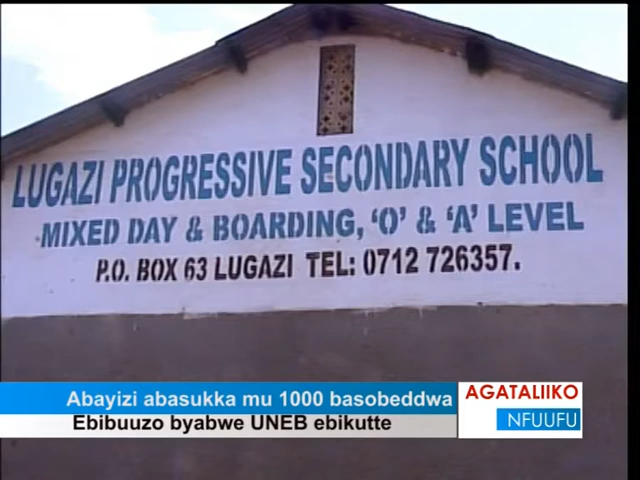 LUGAZI PROGRESSIVE SECONDARY SCHOOL
MIXED DAY & BOARDING, 'O' & 'A' LEVEL
P.O. BOX 63 LUGAZI TEL: 0712 726357.
Abayizi abasukka mu 1000 basobeddwa
Ebibuuzo byabwe UNEB ebikutte
AGATALIIKO
NFUUFU